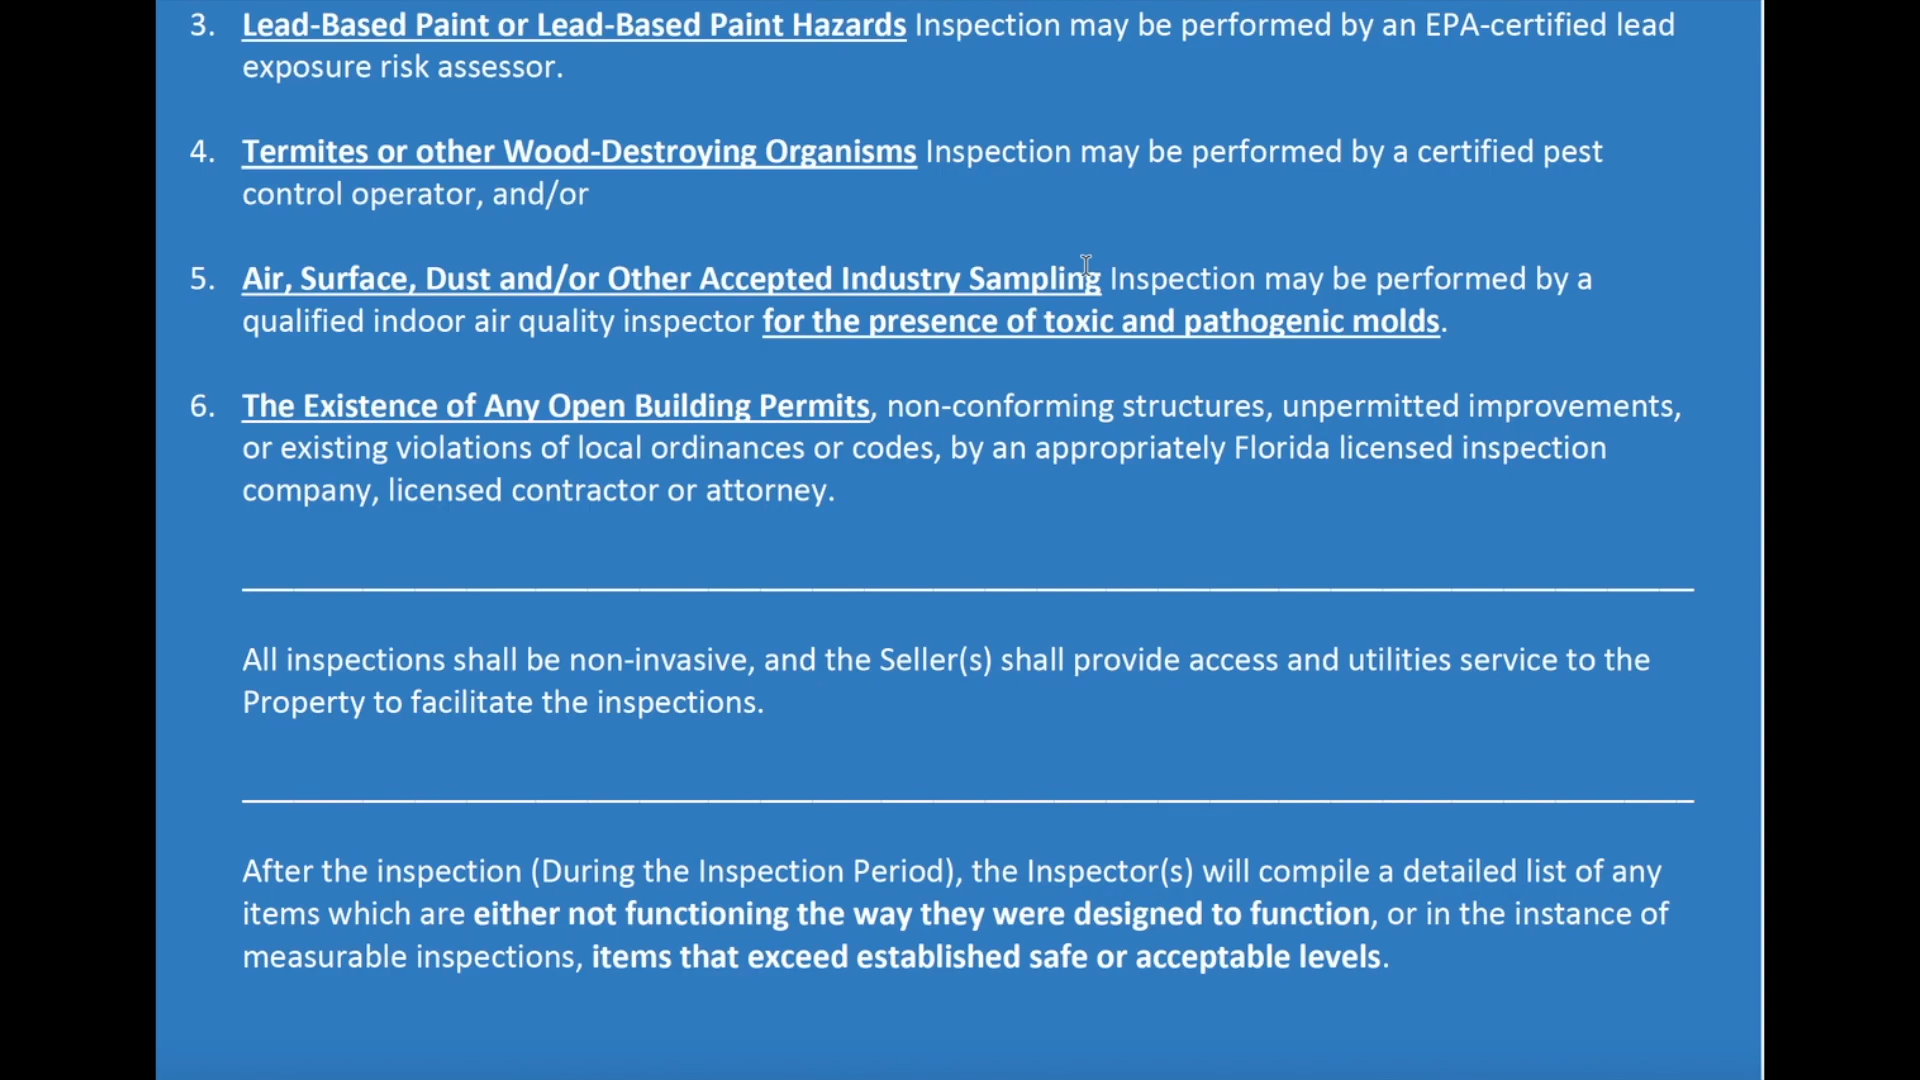 3. Lead-Based Paint or Lead-Based Paint Hazards Inspection may be performed by an EPA-certified lead
exposure risk assessor.
4. Termites or other Wood-Destroying Organisms Inspection may be performed by a certified pest
control operator, and/or
5. Air, Surface, Dust and/or Other Accepted Industry Sampling Inspection may be performed by a
qualified indoor air quality inspector for the presence of toxic and pathogenic molds.
6. The Existence of Any Open Building Permits, non-conforming structures, unpermitted improvements,
or existing violations of local ordinances or codes, by an appropriately Florida licensed inspection
company, licensed contractor or attorney.
All inspections shall be non-invasive, and the Seller(s) shall provide access and utilities service to the
Property to facilitate the inspections.
After the inspection (During the Inspection Period), the Inspector(s) will compile a detailed list of any
items which are either not functioning the way they were designed to function, or in the instance of
measurable inspections, items that exceed established safe or acceptable levels.